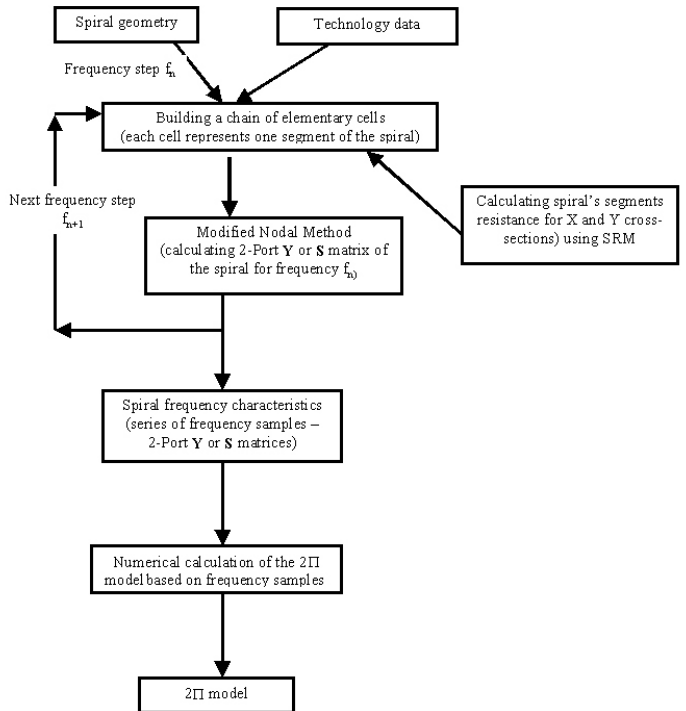 Spiral geometry
Technology data
Frequency step fn
Building a chain of elementary cells
(each cell represents one segment of the spiral)
Next frequency step
fn+1
Calculating spiral's segments
resistance for X and Y cross-
sections) using SRM
Modified Nodal Method
(calculating 2-Port Y or S matrix of
the spiral for frequency fn)
Spiral frequency characteristics
(series of frequency samples –
2-Port Y or S matrices)
Numerical calculation of the 2Π
model based on frequency samples
2Π model